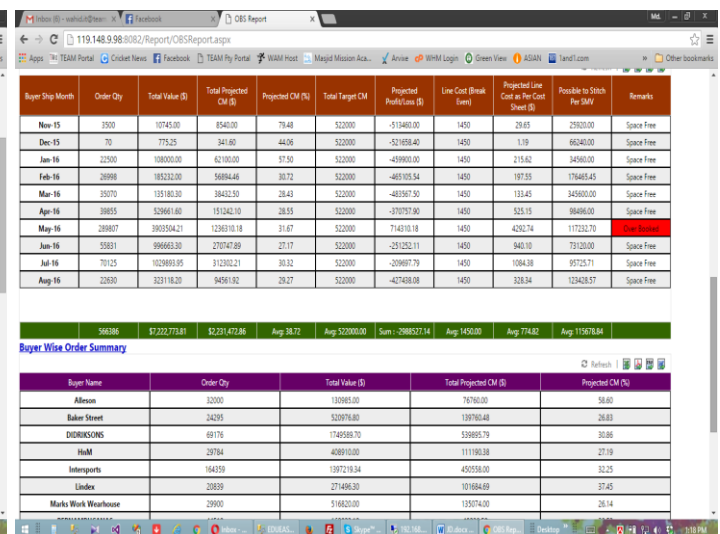 Inbox (6) - wahid.it@team
Facebook
OBS Report
Md.
119.148.9.98:8082/Report/OBSReport.aspx
Apps TEAM Portal Cricket News Facebook TEAM Fty Portal WAM Host Masjid Mission Aca... Arvixe WHM Login Green View ASIAN 1and1.com » Other bookmarks
Buyer Ship Month Order Qty Total Value ($) Total Projected CM ($) Projected CM (%) Total Target CM Projected Profit/Loss ($) Line Cost (Break Even) Projected Line Cost as Per Cost Sheet ($) Possible to Stitch Per SMV Remarks
Nov-15 3500 10745.00 8540.00 79.48 522000 -513460.00 1450 29.65 25920.00 Space Free
Dec-15 70 775.25 341.60 44.06 522000 -521658.40 1450 1.19 66240.00 Space Free
Jan-16 22500 108000.00 62100.00 57.50 522000 -459900.00 1450 215.62 34560.00 Space Free
Feb-16 26998 185232.00 56894.46 30.72 522000 -465105.54 1450 197.55 176465.45 Space Free
Mar-16 35070 135180.30 38432.50 28.43 522000 -483567.50 1450 133.45 345600.00 Space Free
Apr-16 39855 529661.60 151242.10 28.55 522000 -370757.90 1450 525.15 98496.00 Space Free
May-16 289807 3903504.21 1236310.18 31.67 522000 714310.18 1450 4292.74 117232.70 Over Booked
Jun-16 55831 996663.30 270747.89 27.17 522000 -251252.11 1450 940.10 73120.00 Space Free
Jul-16 70125 1029893.95 312302.21 30.32 522000 -209697.79 1450 1084.38 95725.71 Space Free
Aug-16 22630 323118.20 94561.92 29.27 522000 -427438.08 1450 328.34 123428.57 Space Free
566386 $7,222,773.81 $2,231,472.86 Avg: 38.72 Avg: 522000.00 Sum : -2988527.14 Avg: 1450.00 Avg: 774.82 Avg: 115678.84
Buyer Wise Order Summary
Refresh
Buyer Name Order Qty Total Value ($) Total Projected CM ($) Projected CM (%)
Alleson 32000 130985.00 76760.00 58.60
Baker Street 24295 520976.80 139760.48 26.83
DIDRIKSONS 69176 1749589.70 539895.79 30.86
HnM 29784 408910.00 111190.38 27.19
Intersports 164359 1397219.34 450558.00 32.25
Lindex 20839 271496.30 101684.69 37.45
Marks Work Wearhouse 29900 516820.00 135074.00 26.14
Inbox - ... EDULAS... Skype™... 192.168... JD.docx ... OBS Rep... Desktop » 1:18 PM